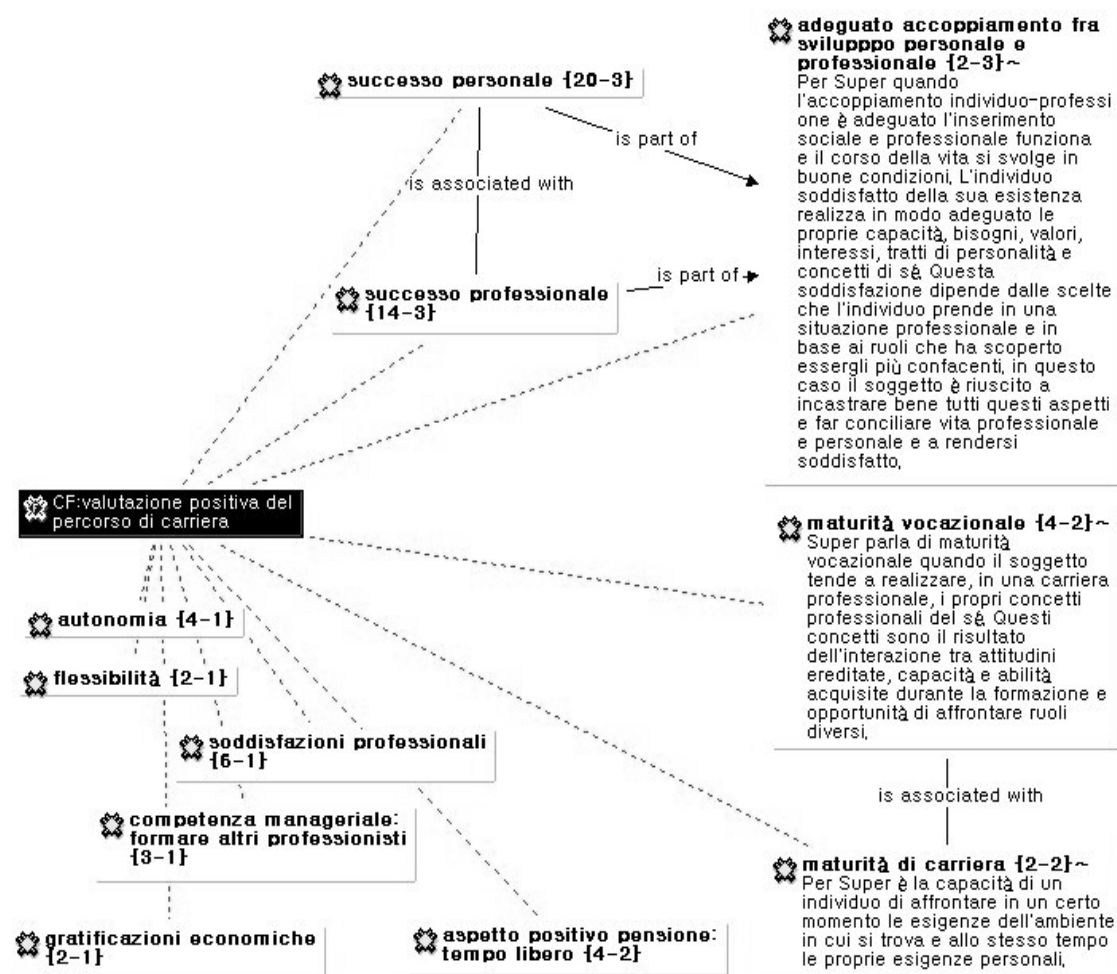 adeguato accoppiamento fra
svilupppo personale e
professionale {2-3}~
Per Super quando
l'accoppiamento individuo-professi
one è adeguato l'inserimento
sociale e professionale funziona
e il corso della vita si svolge in
buone condizioni. L'individuo
soddisfatto della sua esistenza
realizza in modo adeguato le
proprie capacità, bisogni, valori,
interessi, tratti di personalità e
concetti di sé. Questa
soddisfazione dipende dalle scelte
che l'individuo prende in una
situazione professionale e in
base ai ruoli che ha scoperto
essergli più confacenti, in questo
caso il soggetto è riuscito a
incastrare bene tutti questi aspetti
e far conciliare vita professionale
e personale e a rendersi
soddisfatto.
successo personale {20-3}
is part of
is associated with
is part of
successo professionale
{14-3}
CF:valutazione positiva del
percorso di carriera
maturità vocazionale {4-2}~
Super parla di maturità
vocazionale quando il soggetto
tende a realizzare, in una carriera
professionale, i propri concetti
professionali del sé. Questi
concetti sono il risultato
dell'interazione tra attitudini
ereditate, capacità e abilità
acquisite durante la formazione e
opportunità di affrontare ruoli
diversi.
autonomia {4-1}
flessibilità {2-1}
soddisfazioni professionali
{6-1}
is associated with
competenza manageriale:
formare altri professionisti
{3-1}
maturità di carriera {2-2}~
Per Super è la capacità di un
individuo di affrontare in un certo
momento le esigenze dell'ambiente
in cui si trova e allo stesso tempo
le proprie esigenze personali.
gratificazioni economiche
{2-1}
aspetto positivo pensione:
tempo libero {4-2}